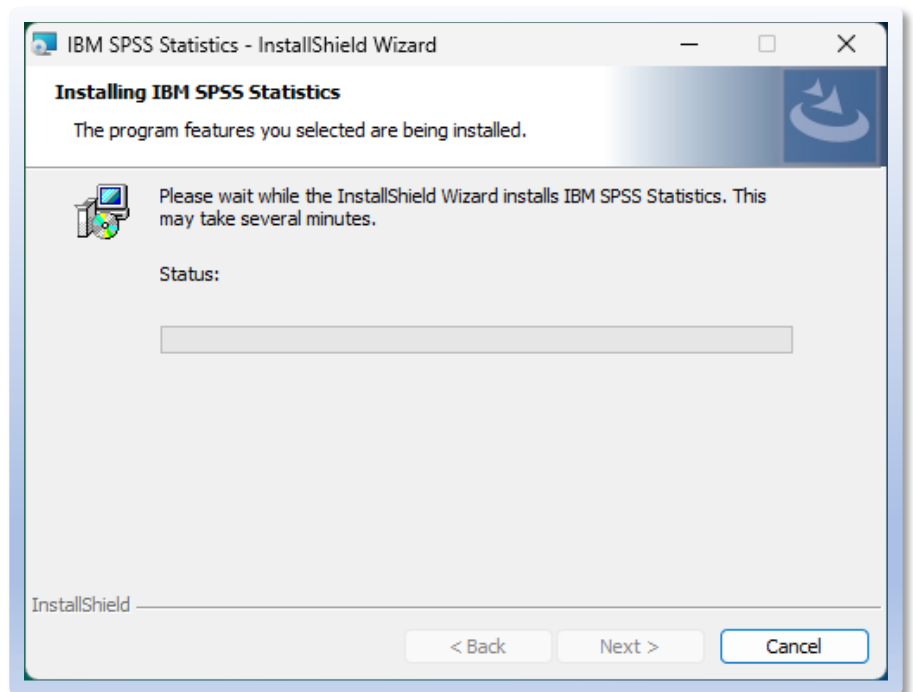 IBM SPSS Statistics - InstallShield Wizard
Installing IBM SPSS Statistics
The program features you selected are being installed.
Please wait while the InstallShield Wizard installs IBM SPSS Statistics. This
may take several minutes.
Status:
InstallShield
< Back Next > Cancel